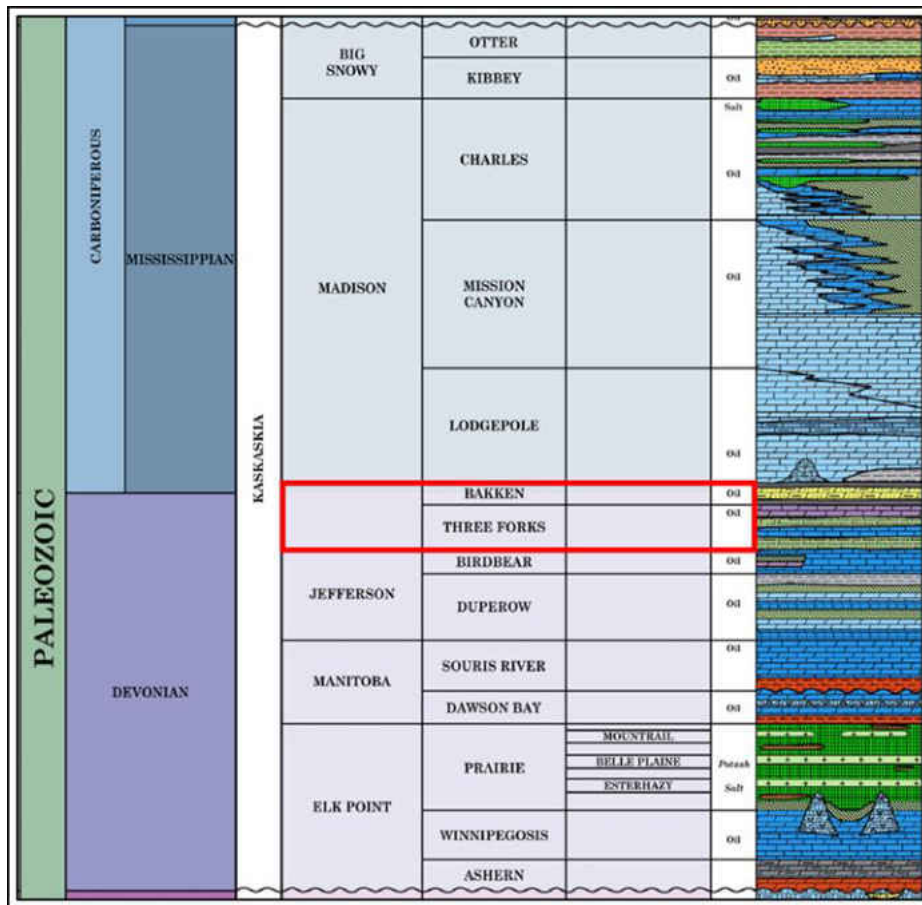 PALEOZOIC
CARBONIFEROUS
MISSISSIPPIAN
DEVONIAN
KASKASKIA
BIG
SNOWY
MADISON
JEFFERSON
MANITOBA
ELK POINT
OTTER
KIBBEY
CHARLES
MISSION
CANYON
LODGEPOLE
BAKKEN
THREE FORKS
BIRDBEAR
DUPEROW
SOURIS RIVER
DAWSON BAY
PRAIRIE
WINNIPEGOSIS
ASHERN
MOUNTRAIL
BELLE PLAINE
ESTERHAZY
Oil
Salt
Oil
Oil
Oil
Oil
Oil
Oil
Oil
Oil
Oil
Potash
Salt
Oil